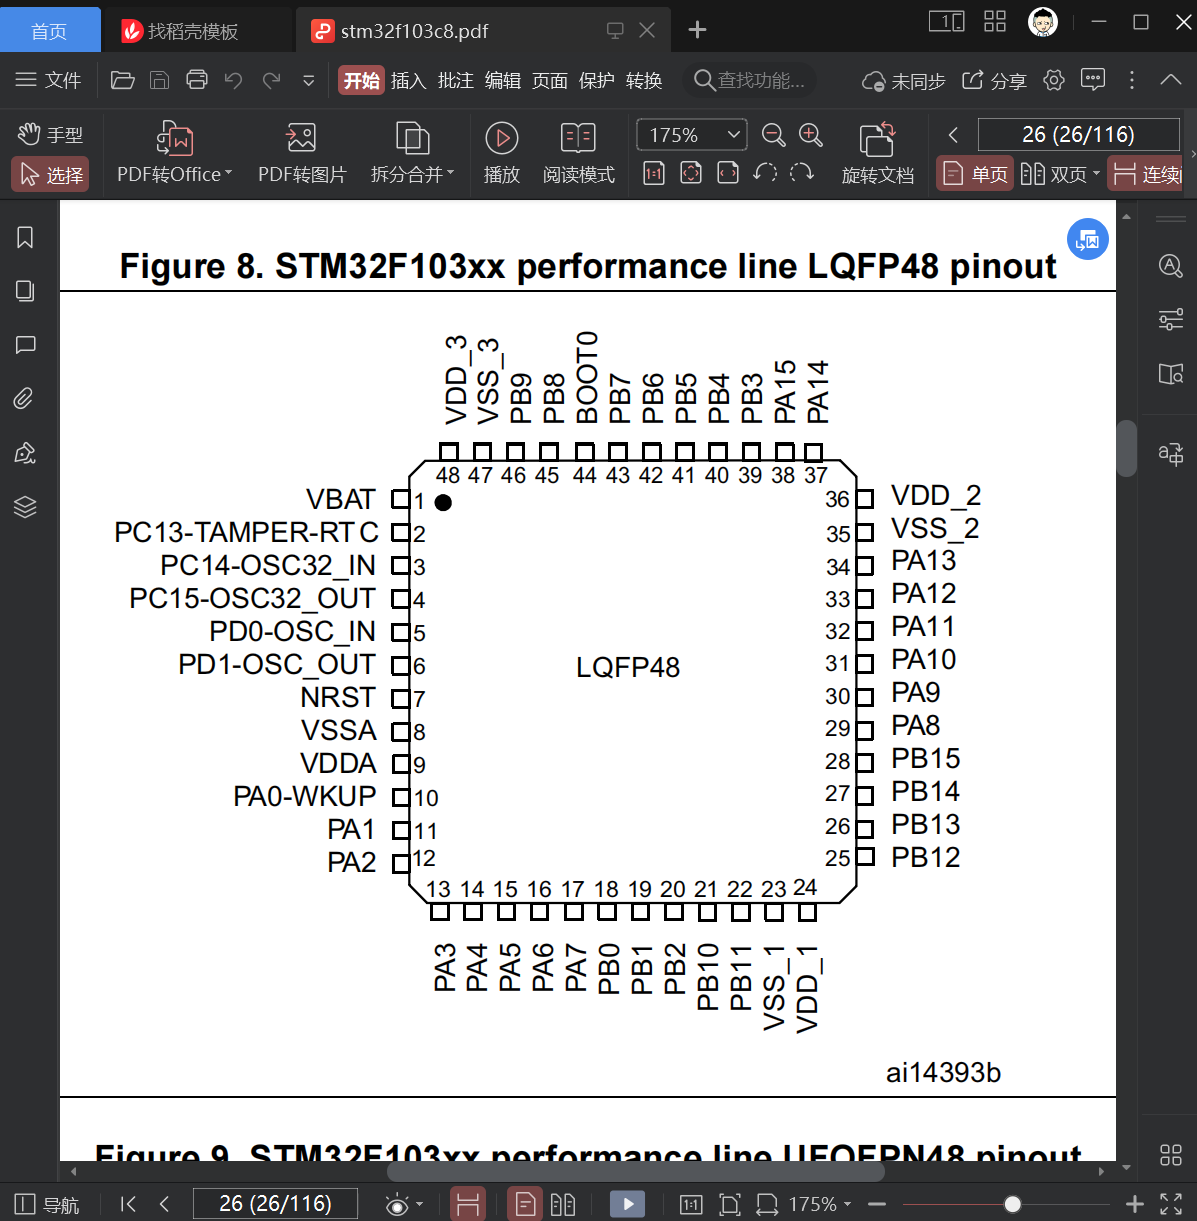 首页 找稻壳模板 stm32f103c8.pdf 1
文件 开始 插入 批注 编辑 页面 保护 转换 查找功能... 未同步 分享
手型 175% 26 (26/116)
选择 PDF转Office PDF转图片 拆分合并 播放 阅读模式 1:1 旋转文档 单页 双页 连续
Figure 8. STM32F103xx performance line LQFP48 pinout
VDD_3 VSS_3 PB9 PB8 BOOT0 PB7 PB6 PB5 PB4 PB3 PA15 PA14
48 47 46 45 44 43 42 41 40 39 38 37
VBAT 1 36 VDD_2
PC13-TAMPER-RTC 2 35 VSS_2
PC14-OSC32_IN 3 34 PA13
PC15-OSC32_OUT 4 33 PA12
PD0-OSC_IN 5 32 PA11
PD1-OSC_OUT 6 LQFP48 31 PA10
NRST 7 30 PA9
VSSA 8 29 PA8
VDDA 9 28 PB15
PA0-WKUP 10 27 PB14
PA1 11 26 PB13
PA2 12 25 PB12
13 14 15 16 17 18 19 20 21 22 23 24
PA3 PA4 PA5 PA6 PA7 PB0 PB1 PB2 PB10 PB11 VSS_1 VDD_1
ai14393b
Figure 9. STM32F103xx performance line UFQFPN48 pinout
导航 26 (26/116) 1:1 175%